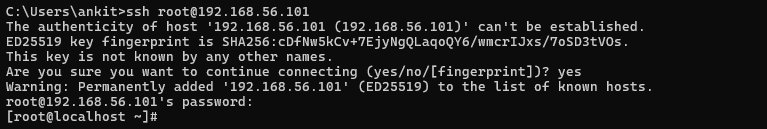 C:\Users\ankit>ssh root@192.168.56.101
The authenticity of host '192.168.56.101 (192.168.56.101)' can't be established.
ED25519 key fingerprint is SHA256:cDfNw5kCv+7EjyNgQLaqoQY6/wmcrIJxs/7oSD3tVOs.
This key is not known by any other names.
Are you sure you want to continue connecting (yes/no/[fingerprint])? yes
Warning: Permanently added '192.168.56.101' (ED25519) to the list of known hosts.
root@192.168.56.101's password:
[root@localhost ~]#